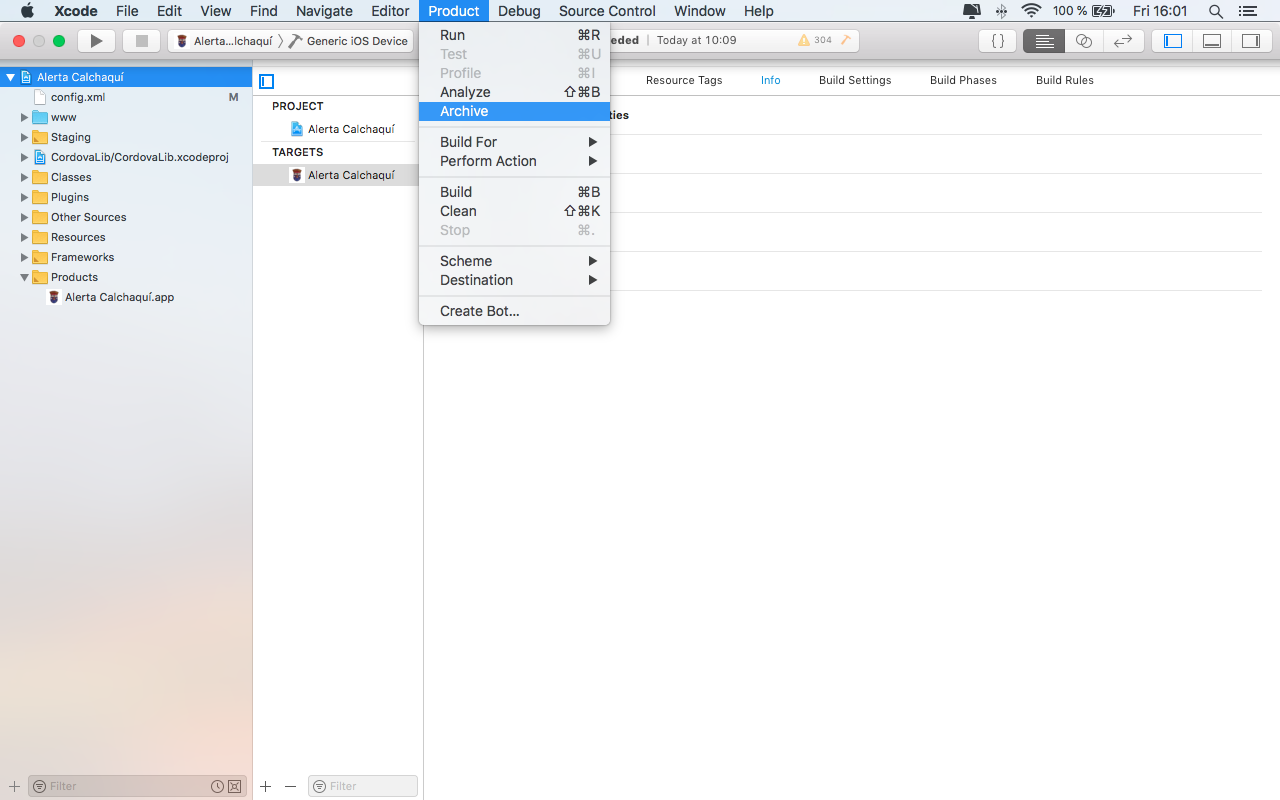 Xcode File Edit View Find Navigate Editor Product Debug Source Control Window Help 100 % Fri 16:01
Alerta...lchaquí Generic iOS Device eded | Today at 10:09 304 { }
Alerta Calchaquí
config.xml M
www
Staging
CordovaLib/CordovaLib.xcodeproj
Classes
Plugins
Other Sources
Resources
Frameworks
Products
Alerta Calchaquí.app
Filter
PROJECT
Alerta Calchaquí
TARGETS
Alerta Calchaquí
Filter
Run ⌘R
Test ⌘U
Profile ⌘I
Analyze ⇧⌘B
Archive
Build For
Perform Action
Build ⌘B
Clean ⇧⌘K
Stop ⌘.
Scheme
Destination
Create Bot...
Resource Tags Info Build Settings Build Phases Build Rules
ties